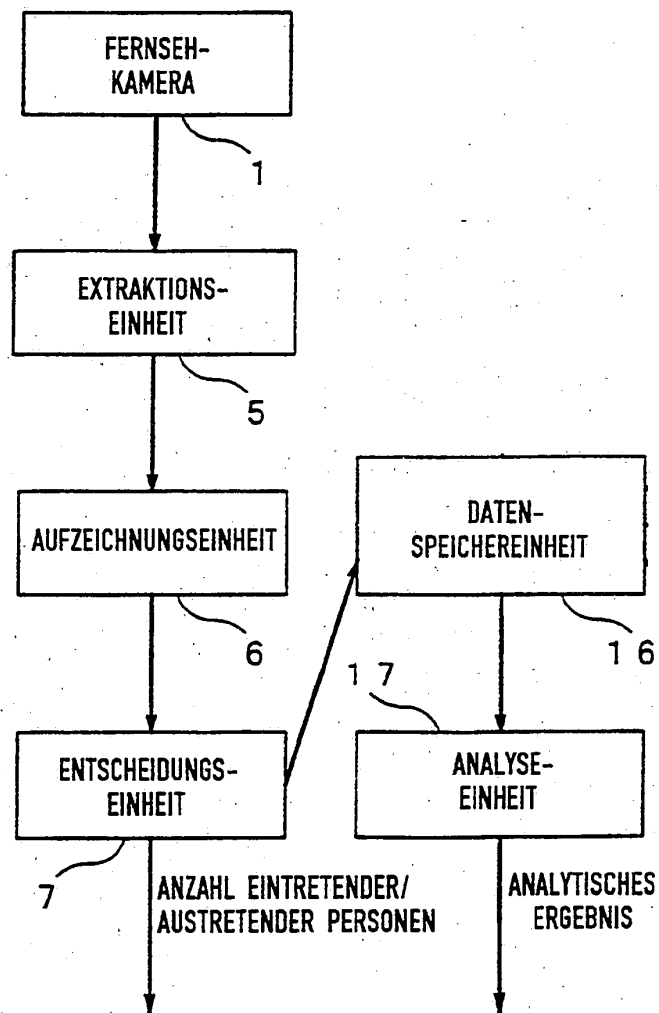 FERNSEH-
KAMERA
1
EXTRAKTIONS-
EINHEIT
5
AUFZEICHNUNGSEINHEIT
6
DATEN-
SPEICHEREINHEIT
16
17
ENTSCHEIDUNGS-
EINHEIT
7
ANALYSE-
EINHEIT
ANZAHL EINTRETENDER/
AUSTRETENDER PERSONEN
ANALYTISCHES
ERGEBNIS